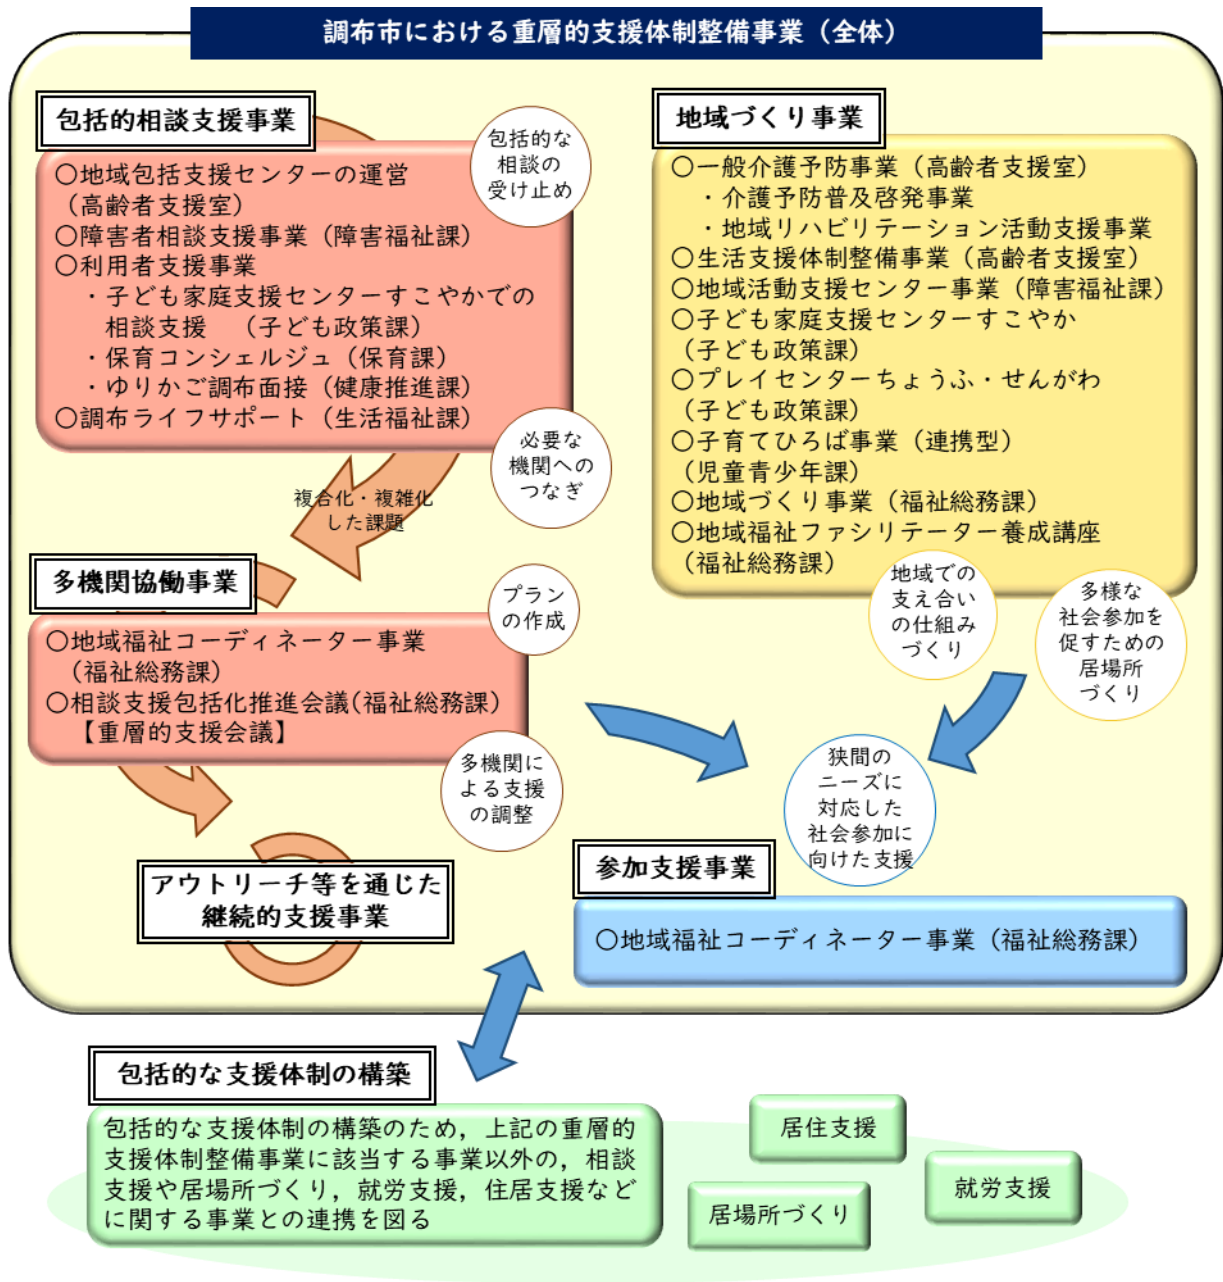 調布市における重層的支援体制整備事業（全体）
包括的相談支援事業
包括的な
相談の
受け止め
〇地域包括支援センターの運営
（高齢者支援室）
〇障害者相談支援事業（障害福祉課）
〇利用者支援事業
・子ども家庭支援センターすこやかでの
相談支援　（子ども政策課）
・保育コンシェルジュ（保育課）
・ゆりかご調布面接（健康推進課）
〇調布ライフサポート（生活福祉課）
必要な
機関への
つなぎ
複合化・複雑化
した課題
多機関協働事業
プラン
の作成
〇地域福祉コーディネーター事業
（福祉総務課）
〇相談支援包括化推進会議（福祉総務課）
【重層的支援会議】
多機関に
よる支援
の調整
アウトリーチ等を通じた
継続的支援事業
地域づくり事業
〇一般介護予防事業（高齢者支援室）
・介護予防普及啓発事業
・地域リハビリテーション活動支援事業
〇生活支援体制整備事業（高齢者支援室）
〇地域活動支援センター事業（障害福祉課）
〇子ども家庭支援センターすこやか
（子ども政策課）
〇プレイセンターちょうふ・せんがわ
（子ども政策課）
〇子育てひろば事業（連携型）
（児童青少年課）
〇地域づくり事業（福祉総務課）
〇地域福祉ファシリテーター養成講座
（福祉総務課）
地域での
支え合い
の仕組み
づくり
多様な
社会参加を
促すための
居場所
づくり
狭間の
ニーズに
対応した
社会参加に
向けた支援
参加支援事業
〇地域福祉コーディネーター事業（福祉総務課）
包括的な支援体制の構築
包括的な支援体制の構築のため，上記の重層的
支援体制整備事業に該当する事業以外の，相談
支援や居場所づくり，就労支援，住居支援など
に関する事業との連携を図る
居住支援
就労支援
居場所づくり